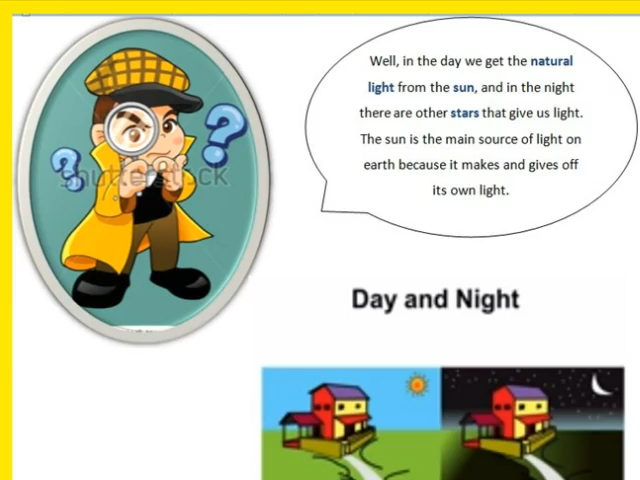 Well, in the day we get the natural
light from the sun, and in the night
there are other stars that give us light.
The sun is the main source of light on
earth because it makes and gives off
its own light.
? ?
shutterstock
Day and Night